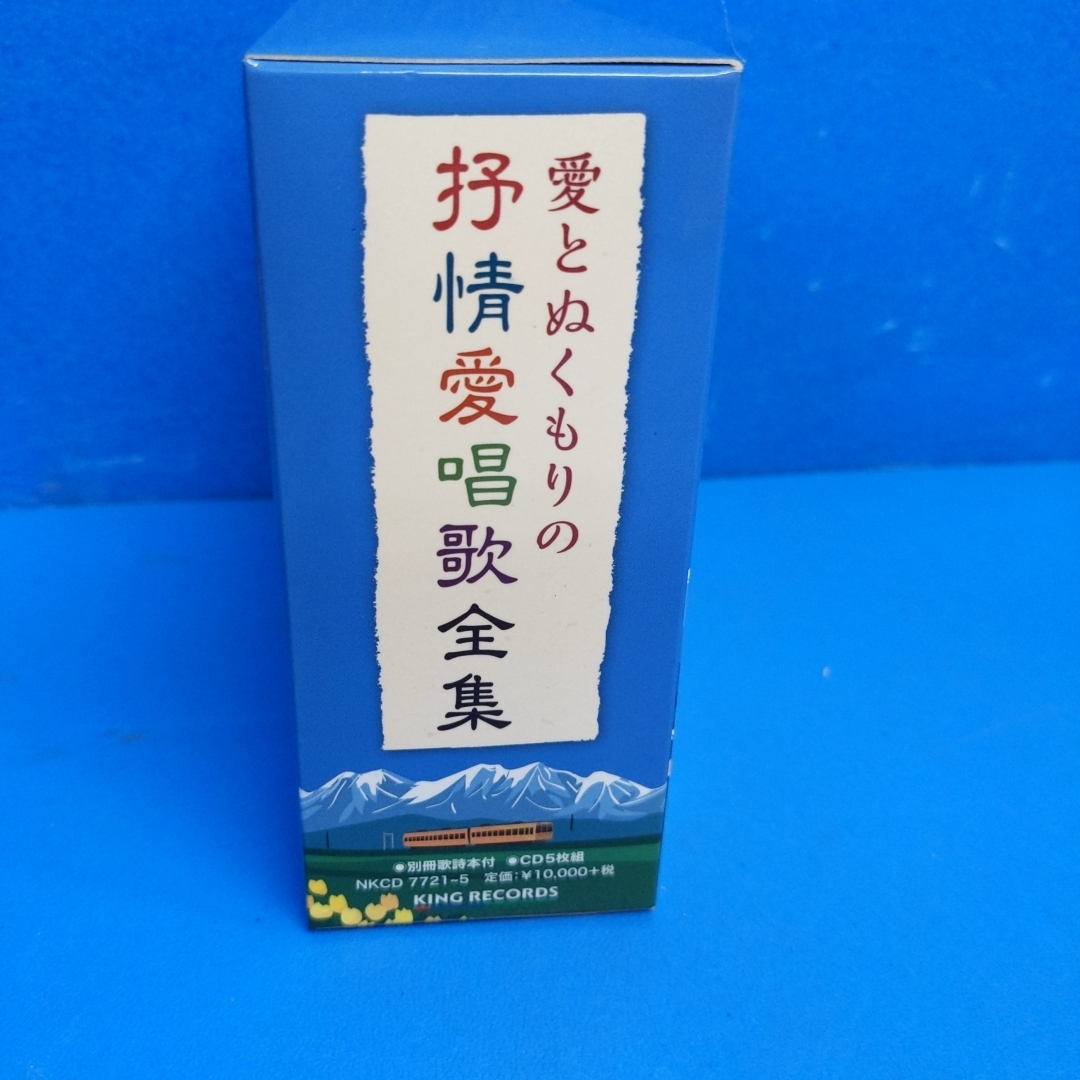 愛とぬくもりの
抒情愛唱歌全集
●別冊歌詩本付 ●CD5枚組
NKCD 7721~5 定価:¥10,000+税
KING RECORDS